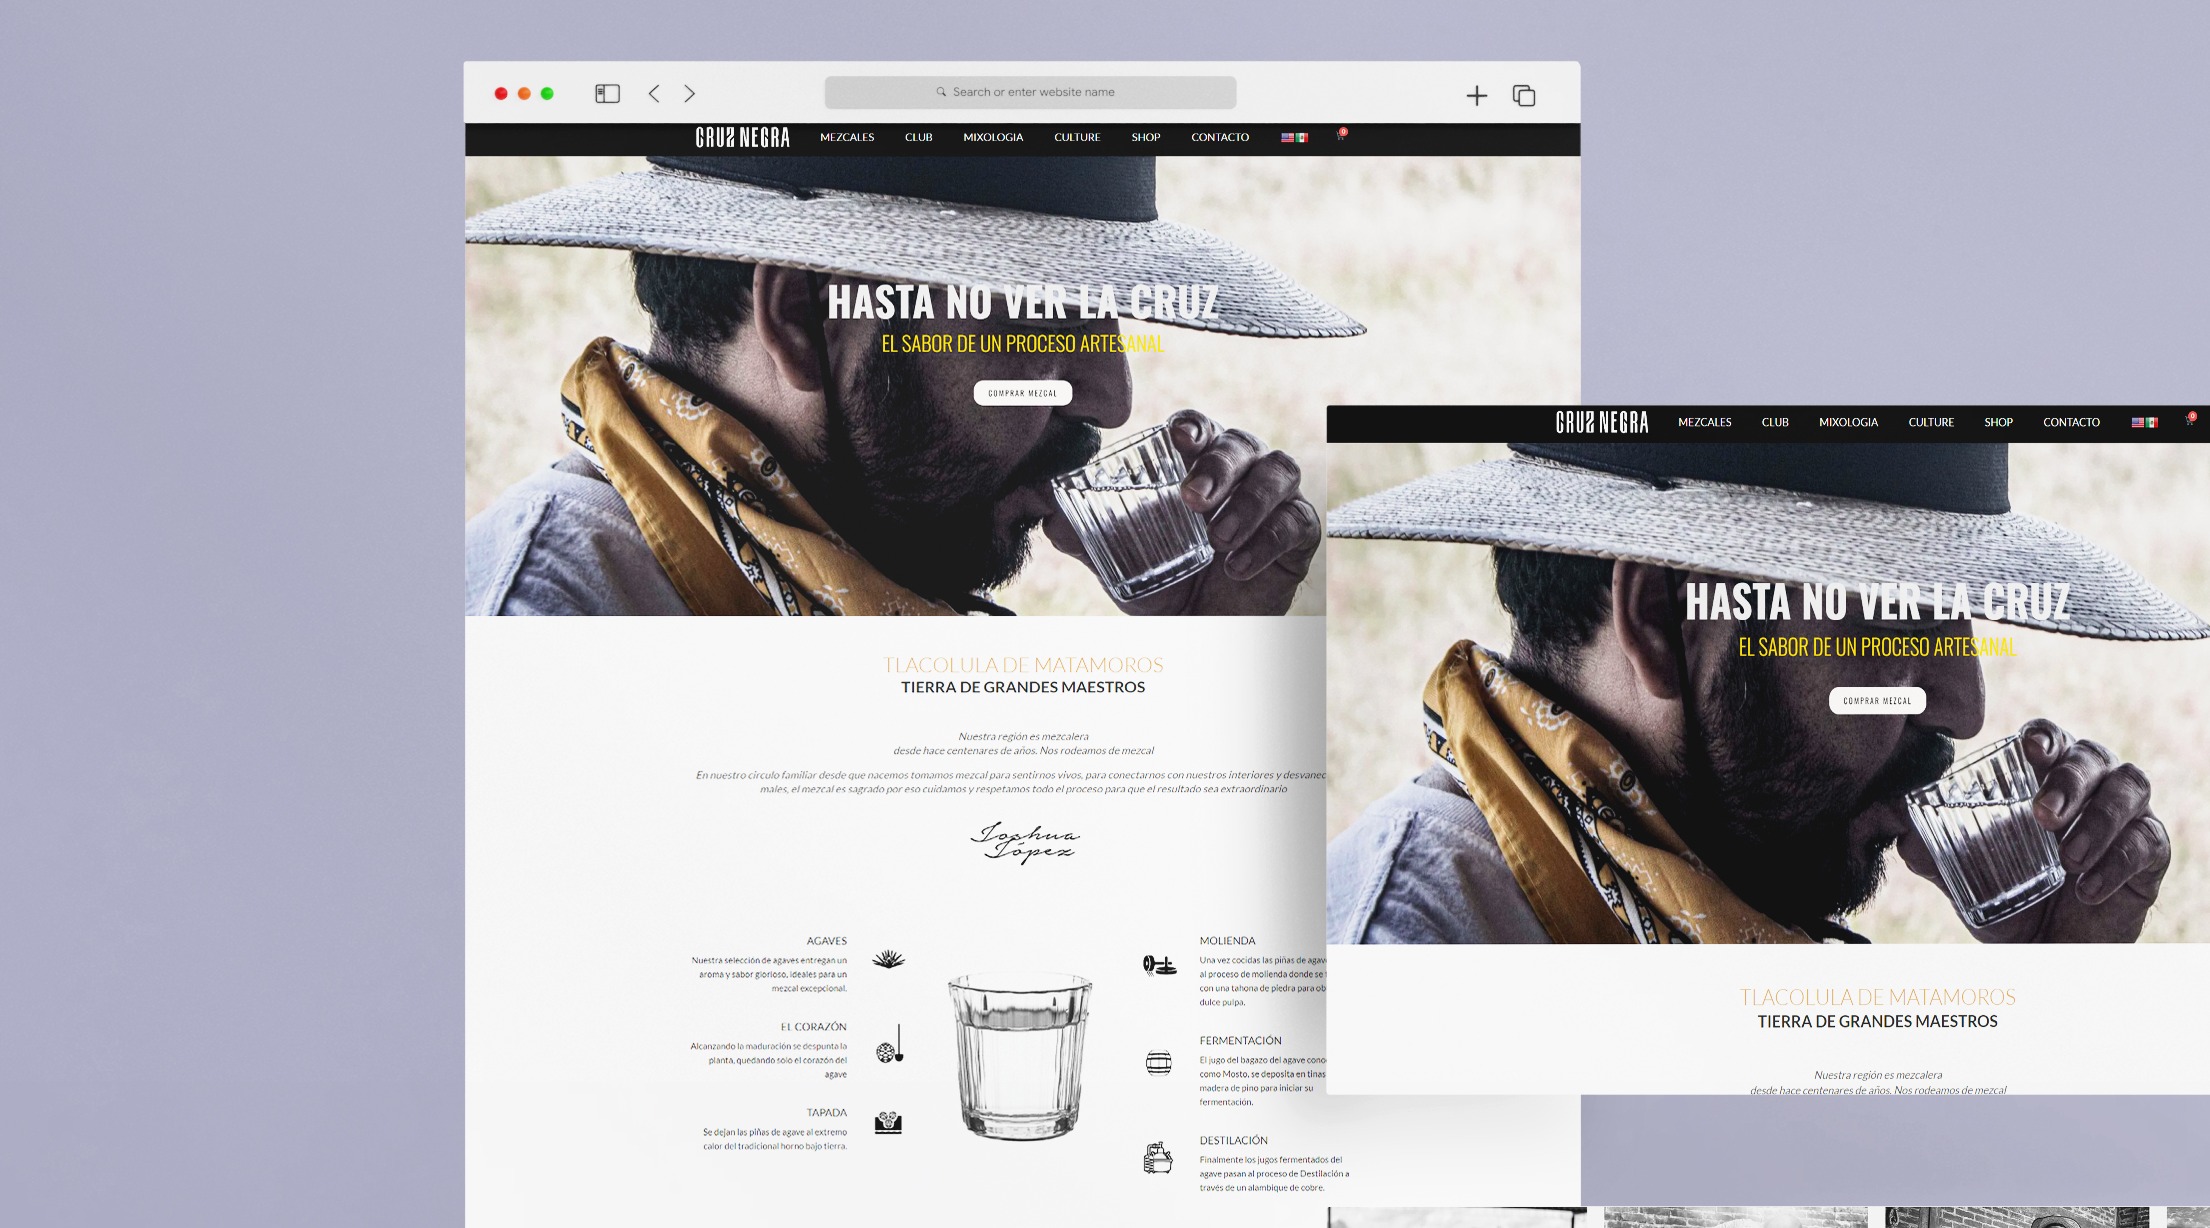 Search or enter website name
CRUZ NEGRA MEZCALES CLUB MIXOLOGIA CULTURE SHOP CONTACTO 0
HASTA NO VER LA CRUZ
EL SABOR DE UN PROCESO ARTESANAL
COMPRAR MEZCAL
TLACOLULA DE MATAMOROS
TIERRA DE GRANDES MAESTROS
Nuestra región es mezcalera
desde hace centenares de años. Nos rodeamos de mezcal
En nuestro circulo familiar desde que nacemos tomamos mezcal para sentirnos vivos, para conectarnos con nuestros interiores y desvanec
males, el mezcal es sagrado por eso cuidamos y respetamos todo el proceso para que el resultado sea extraordinario
Joshua
López
AGAVES
Nuestra selección de agaves entregan un
aroma y sabor glorioso, ideales para un
mezcal excepcional.
EL CORAZÓN
Alcanzando la maduración se despunta la
planta, quedando solo el corazón del
agave
TAPADA
Se dejan las piñas de agave al extremo
calor del tradicional horno bajo tierra.
MOLIENDA
Una vez cocidas las piñas de agav
al proceso de molienda donde se
con una tahona de piedra para ob
dulce pulpa.
FERMENTACIÓN
El jugo del bagazo del agave cono
como Mosto, se deposita en tinas
madera de pino para iniciar su
fermentación.
DESTILACIÓN
Finalmente los jugos fermentados del
agave pasan al proceso de Destilación a
través de un alambique de cobre.
CRUZ NEGRA MEZCALES CLUB MIXOLOGIA CULTURE SHOP CONTACTO 0
HASTA NO VER LA CRUZ
EL SABOR DE UN PROCESO ARTESANAL
COMPRAR MEZCAL
TLACOLULA DE MATAMOROS
TIERRA DE GRANDES MAESTROS
Nuestra región es mezcalera
desde hace centenares de años. Nos rodeamos de mezcal